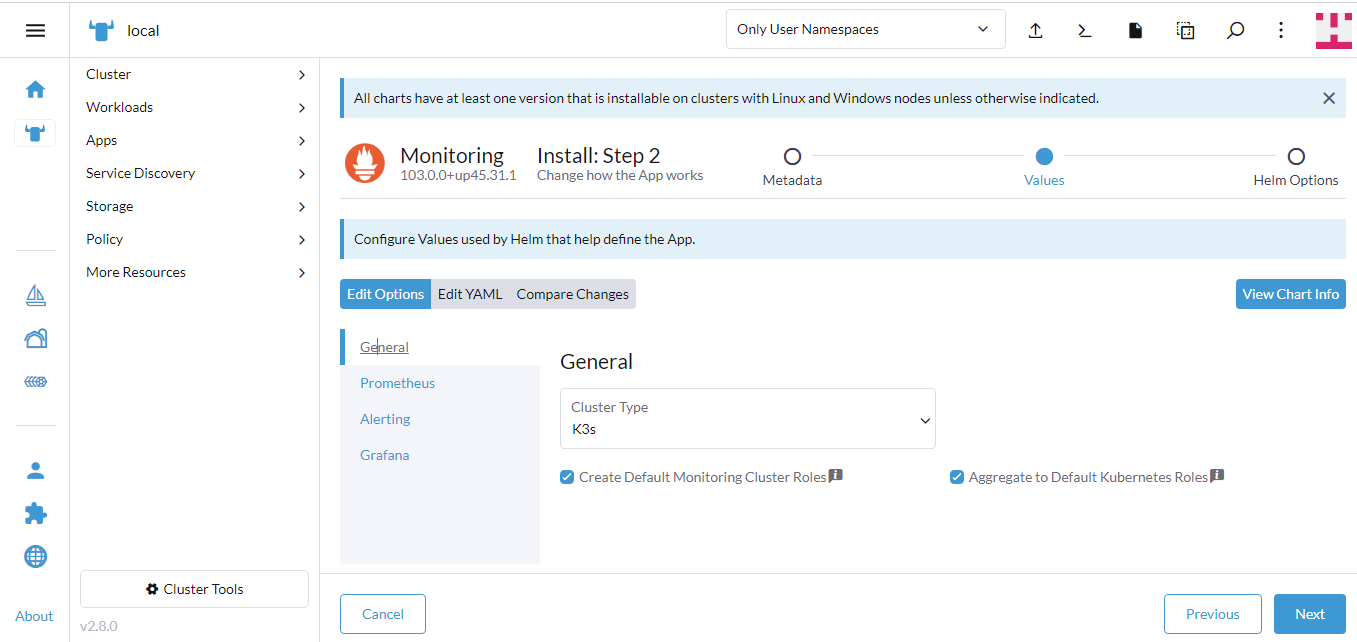 local
Only User Namespaces
Cluster
Workloads
Apps
Service Discovery
Storage
Policy
More Resources
Cluster Tools
v2.8.0
About
All charts have at least one version that is installable on clusters with Linux and Windows nodes unless otherwise indicated.
Monitoring
103.0.0+up45.31.1
Install: Step 2
Change how the App works
Metadata
Values
Helm Options
Configure Values used by Helm that help define the App.
Edit Options
Edit YAML
Compare Changes
View Chart Info
General
Prometheus
Alerting
Grafana
General
Cluster Type
K3s
Create Default Monitoring Cluster Roles
Aggregate to Default Kubernetes Roles
Cancel
Previous
Next